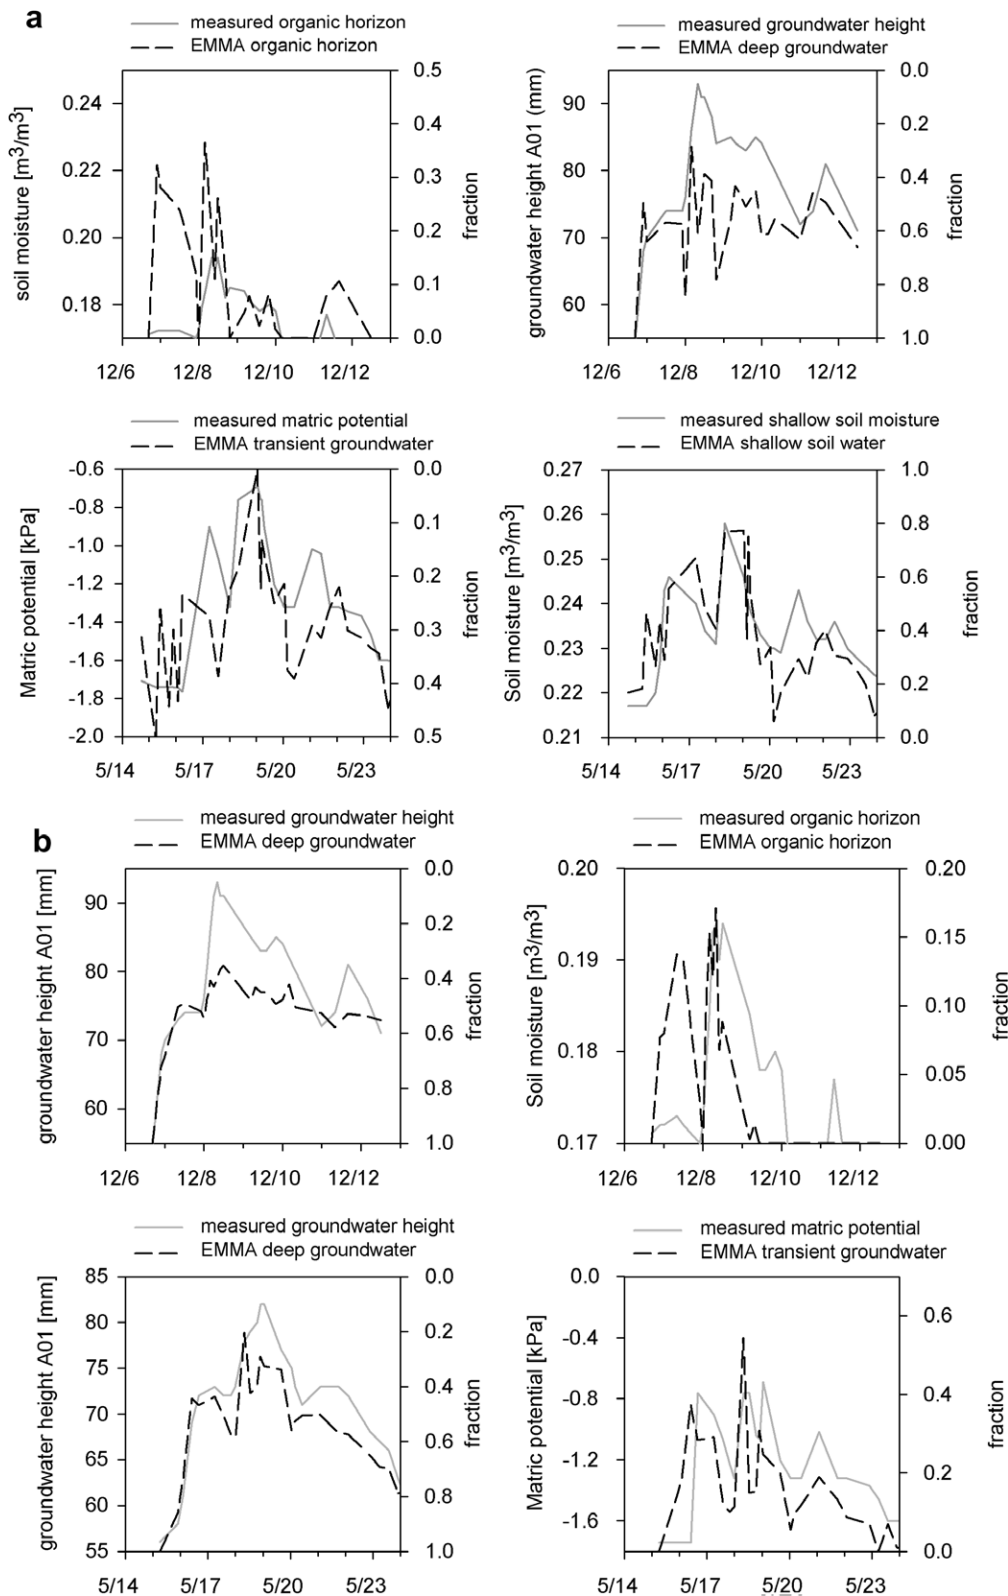 a
measured organic horizon
EMMA organic horizon
soil moisture [m³/m³]
0.24
0.22
0.20
0.18
0.5
0.4
0.3
0.2
0.1
0.0
fraction
12/6 12/8 12/10 12/12
measured groundwater height
EMMA deep groundwater
groundwater height A01 (mm)
90
80
70
60
0.0
0.2
0.4
0.6
0.8
1.0
fraction
12/6 12/8 12/10 12/12
measured matric potential
EMMA transient groundwater
Matric potential [kPa]
-0.6
-0.8
-1.0
-1.2
-1.4
-1.6
-1.8
-2.0
0.0
0.1
0.2
0.3
0.4
0.5
fraction
5/14 5/17 5/20 5/23
measured shallow soil moisture
EMMA shallow soil water
Soil moisture [m³/m³]
0.27
0.26
0.25
0.24
0.23
0.22
0.21
1.0
0.8
0.6
0.4
0.2
0.0
fraction
5/14 5/17 5/20 5/23
b
measured groundwater height
EMMA deep groundwater
groundwater height A01 [mm]
90
80
70
60
0.0
0.2
0.4
0.6
0.8
1.0
fraction
12/6 12/8 12/10 12/12
measured organic horizon
EMMA organic horizon
Soil moisture [m³/m³]
0.20
0.19
0.18
0.17
0.20
0.15
0.10
0.05
0.00
fraction
12/6 12/8 12/10 12/12
measured groundwater height
EMMA deep groundwater
groundwater height A01 [mm]
85
80
75
70
65
60
55
0.0
0.2
0.4
0.6
0.8
1.0
fraction
5/14 5/17 5/20 5/23
measured matric potential
EMMA transient groundwater
Matric potential [kPa]
0.0
-0.4
-0.8
-1.2
-1.6
0.6
0.4
0.2
0.0
fraction
5/14 5/17 5/20 5/23